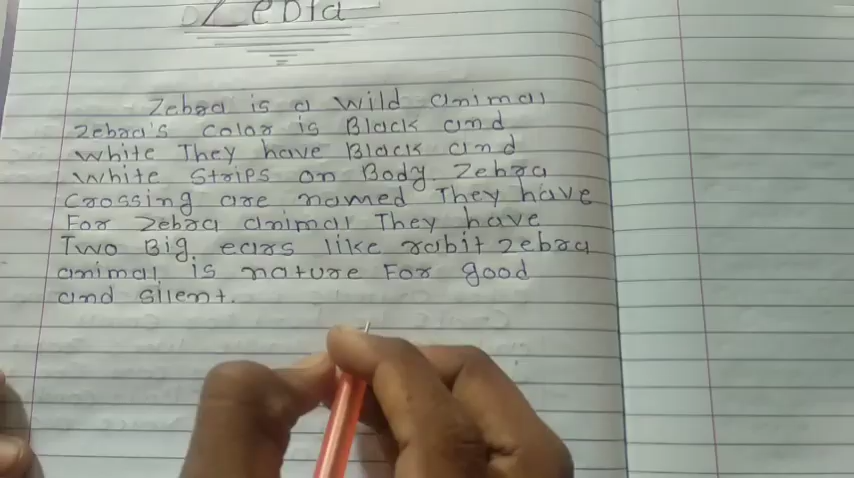 Zebra
Zebra is a wild animal
Zebra's color is Black and
white They have Black and
white strips on Body. Zebra
crossing are named They have
For zebra animal They have
Two Big. ears like rabit zebra
animal is nature For good
and silent.